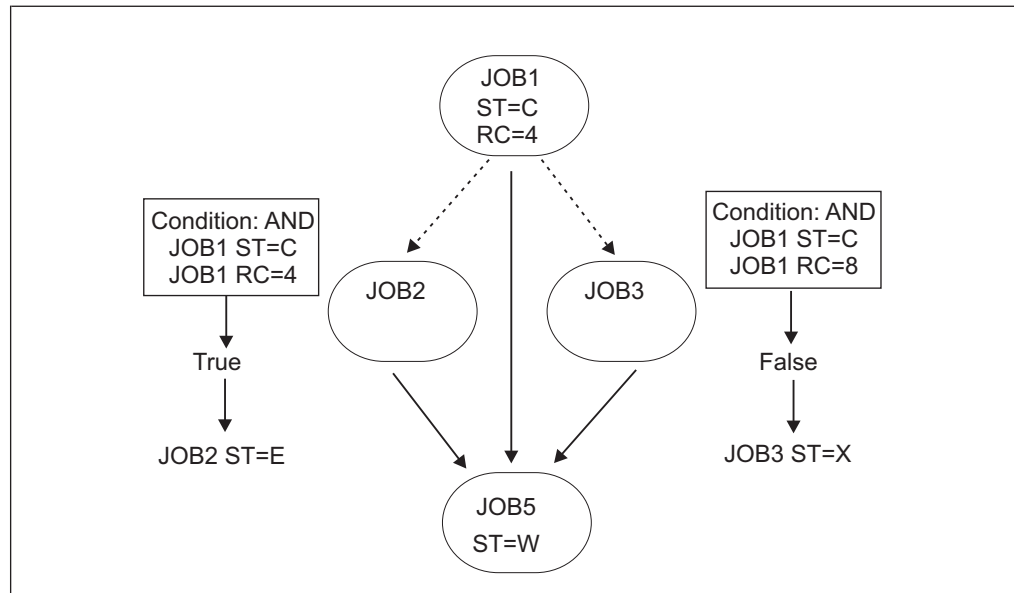 JOB1
ST=C
RC=4
Condition: AND
JOB1 ST=C
JOB1 RC=4
True
JOB2 ST=E
JOB2
JOB3
Condition: AND
JOB1 ST=C
JOB1 RC=8
False
JOB3 ST=X
JOB5
ST=W